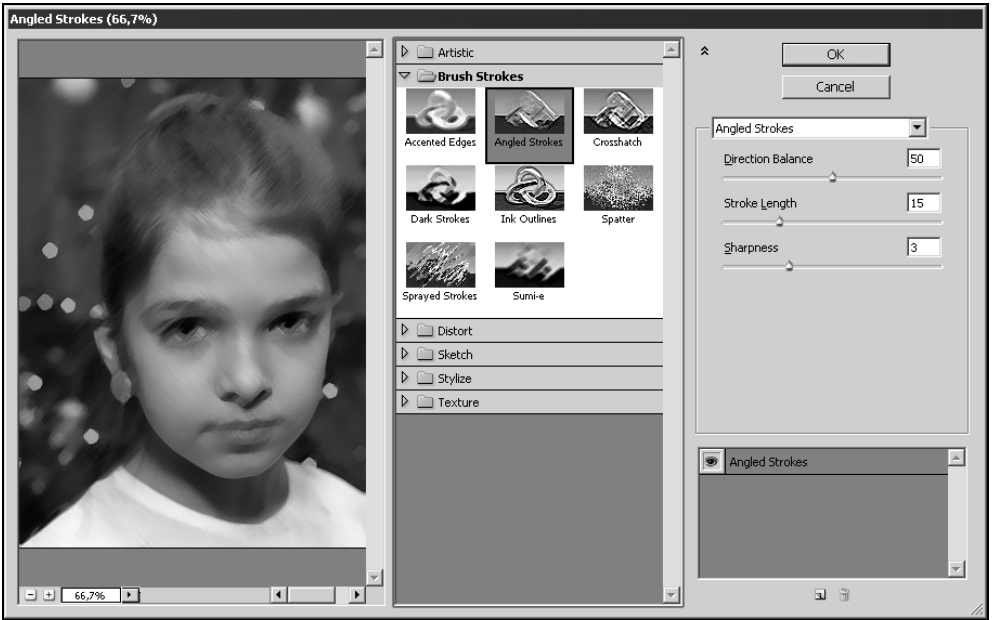 Angled Strokes (66,7%)
Artistic
Brush Strokes
Accented Edges
Angled Strokes
Crosshatch
Dark Strokes
Ink Outlines
Spatter
Sprayed Strokes
Sumi-e
Distort
Sketch
Stylize
Texture
66,7%
OK
Cancel
Angled Strokes
Direction Balance 50
Stroke Length 15
Sharpness 3
Angled Strokes